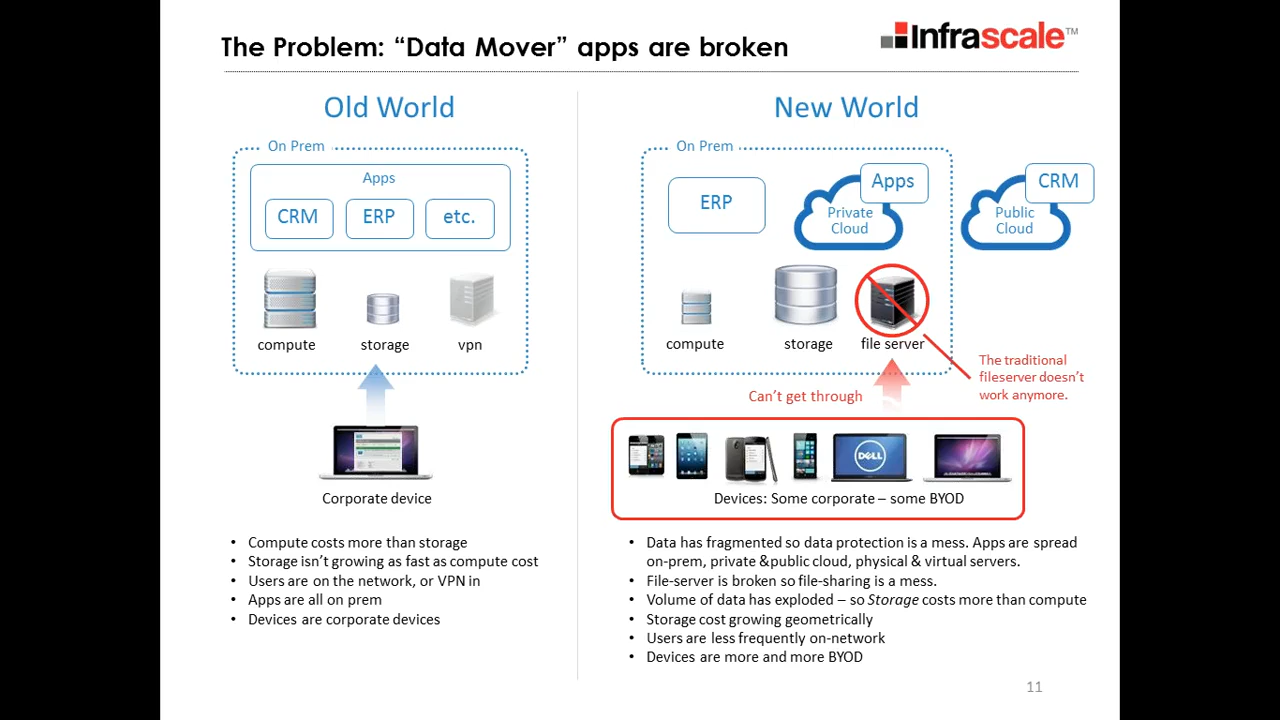 The Problem: “Data Mover” apps are broken
Infrascale™
Old World
On Prem
Apps
CRM
ERP
etc.
compute
storage
vpn
Corporate device
• Compute costs more than storage
• Storage isn’t growing as fast as compute cost
• Users are on the network, or VPN in
• Apps are all on prem
• Devices are corporate devices
New World
On Prem
ERP
Apps
Private
Cloud
CRM
Public
Cloud
compute
storage
file server
The traditional
fileserver doesn’t
work anymore.
Can’t get through
DELL
Devices: Some corporate – some BYOD
• Data has fragmented so data protection is a mess. Apps are spread
on-prem, private &public cloud, physical & virtual servers.
• File-server is broken so file-sharing is a mess.
• Volume of data has exploded – so Storage costs more than compute
• Storage cost growing geometrically
• Users are less frequently on-network
• Devices are more and more BYOD
11